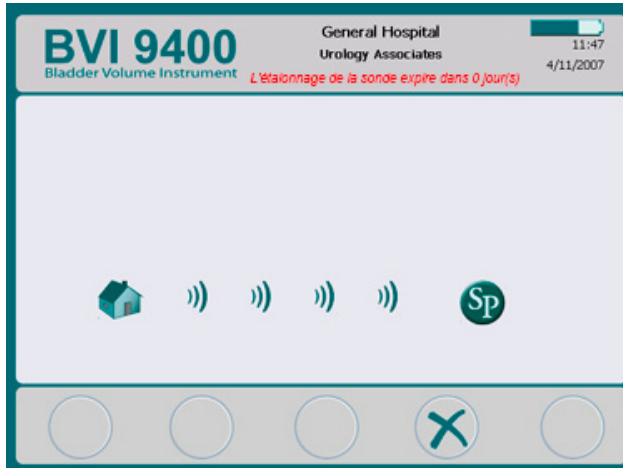 BVI 9400
Bladder Volume Instrument
General Hospital
Urology Associates
L'étalonnage de la sonde expire dans 0 jour(s)
11:47
4/11/2007
SP